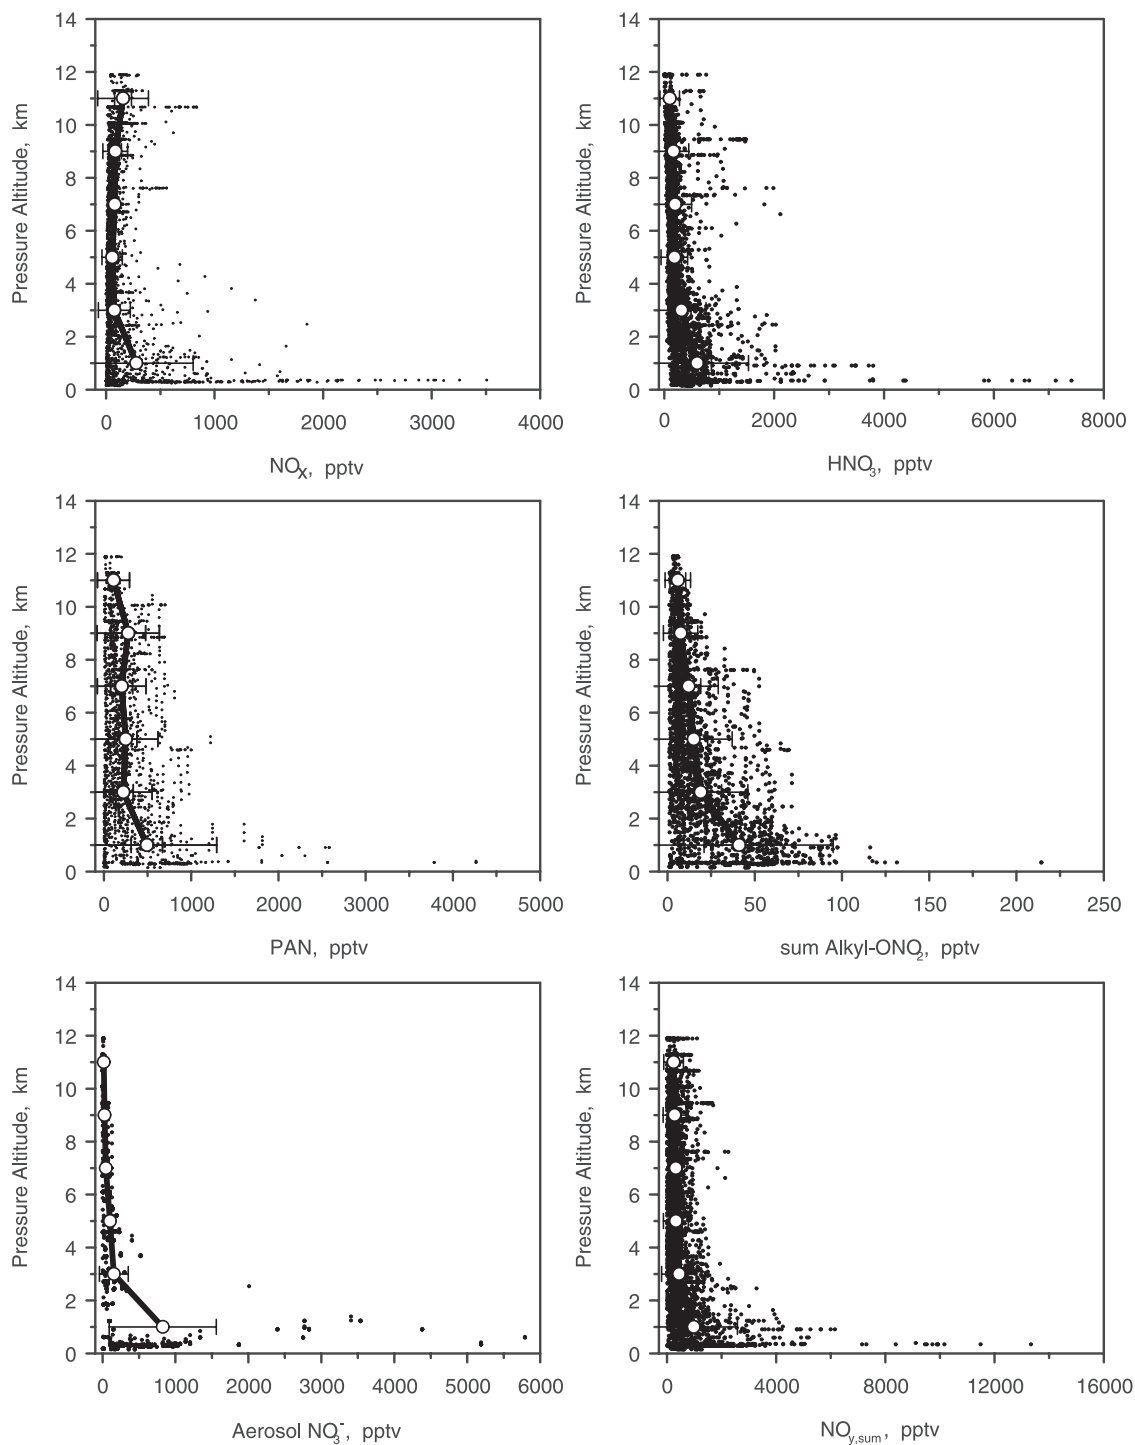 14
12
10
8
6
4
2
0
Pressure Altitude, km
0 1000 2000 3000 4000
NOX, pptv
14
12
10
8
6
4
2
0
Pressure Altitude, km
0 2000 4000 6000 8000
HNO3, pptv
14
12
10
8
6
4
2
0
Pressure Altitude, km
0 1000 2000 3000 4000 5000
PAN, pptv
14
12
10
8
6
4
2
0
Pressure Altitude, km
0 50 100 150 200 250
sum Alkyl-ONO2, pptv
14
12
10
8
6
4
2
0
Pressure Altitude, km
0 1000 2000 3000 4000 5000 6000
Aerosol NO3-, pptv
14
12
10
8
6
4
2
0
Pressure Altitude, km
0 4000 8000 12000 16000
NOy,sum, pptv